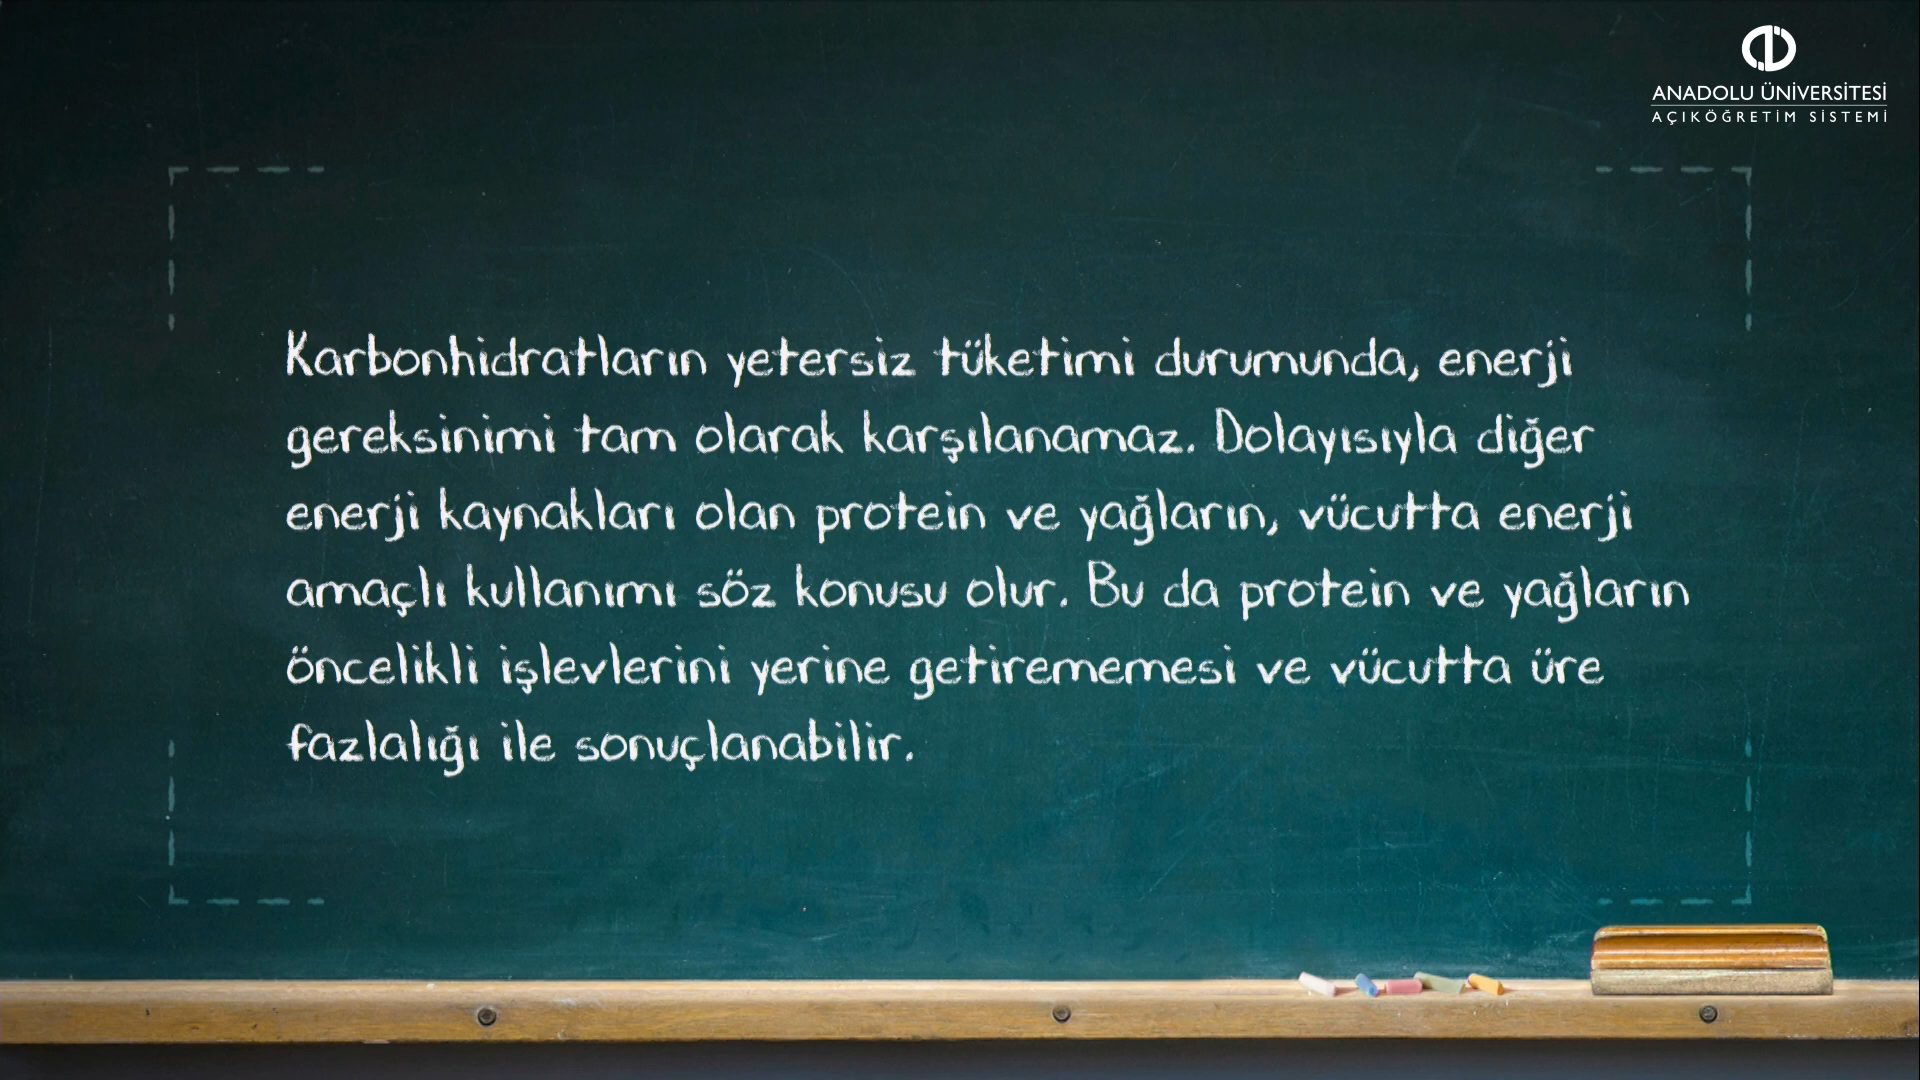 ANADOLU ÜNİVERSİTESİ
AÇIKÖĞRETİM SİSTEMİ
Karbonhidratların yetersiz tüketimi durumunda, enerji
gereksinimi tam olarak karşılanamaz. Dolayısıyla diğer
enerji kaynakları olan protein ve yağların, vücutta enerji
amaçlı kullanımı söz konusu olur. Bu da protein ve yağların
öncelikli işlevlerini yerine getirememesi ve vücutta üre
fazlalığı ile sonuçlanabilir.